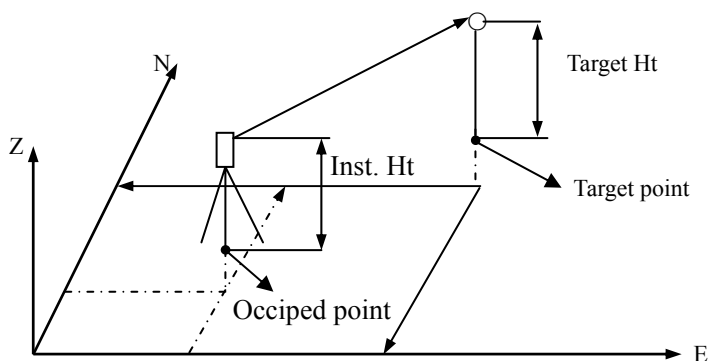 N
Target Ht
Z
Inst. Ht
Target point
Occiped point
E